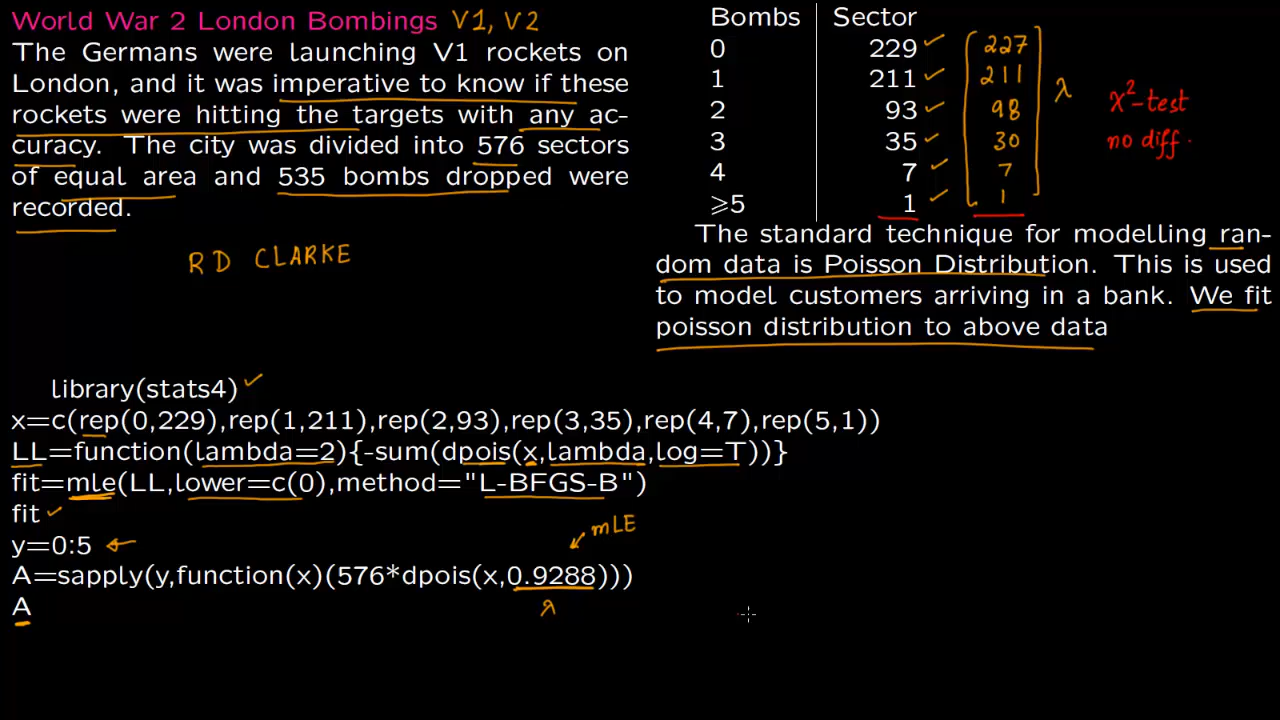 World War 2 London Bombings V1, V2
The Germans were launching V1 rockets on
London, and it was imperative to know if these
rockets were hitting the targets with any ac-
curacy. The city was divided into 576 sectors
of equal area and 535 bombs dropped were
recorded.
RD CLARKE
Bombs Sector
0 229 227
1 211 211
2 93 98
3 35 30
4 7 7
⩾5 1 1
λ
χ²-test
no diff.
The standard technique for modelling ran-
dom data is Poisson Distribution. This is used
to model customers arriving in a bank. We fit
poisson distribution to above data
library(stats4)
x=c(rep(0,229),rep(1,211),rep(2,93),rep(3,35),rep(4,7),rep(5,1))
LL=function(lambda=2){-sum(dpois(x,lambda,log=T))}
fit=mle(LL,lower=c(0),method="L-BFGS-B")
fit
y=0:5
mLE
A=sapply(y,function(x)(576*dpois(x,0.9288)))
λ
A